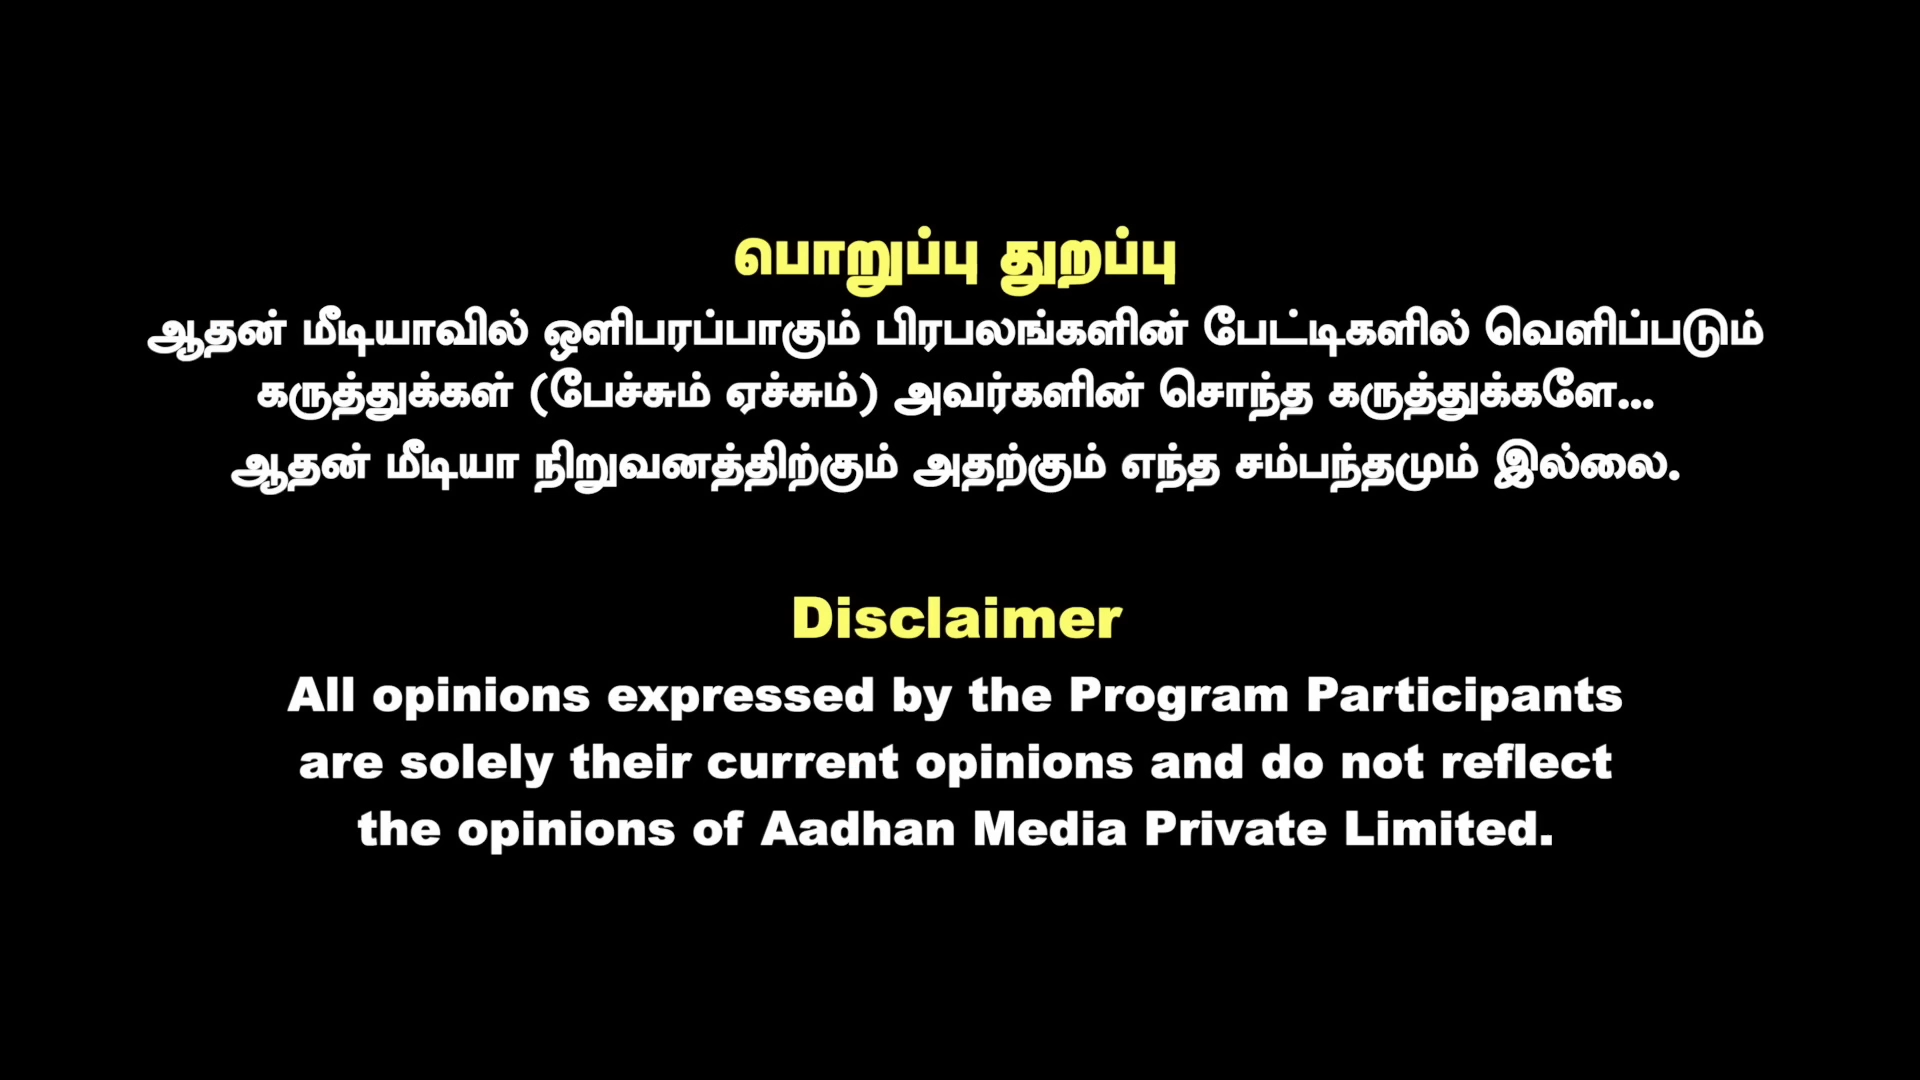 பொறுப்பு துறப்பு
ஆதன் மீடியாவில் ஒளிபரப்பாகும் பிரபலங்களின் பேட்டிகளில் வெளிப்படும்
கருத்துக்கள் (பேச்சும் ஏச்சும்) அவர்களின் சொந்த கருத்துக்களே...
ஆதன் மீடியா நிறுவனத்திற்கும் அதற்கும் எந்த சம்பந்தமும் இல்லை.
Disclaimer
All opinions expressed by the Program Participants
are solely their current opinions and do not reflect
the opinions of Aadhan Media Private Limited.